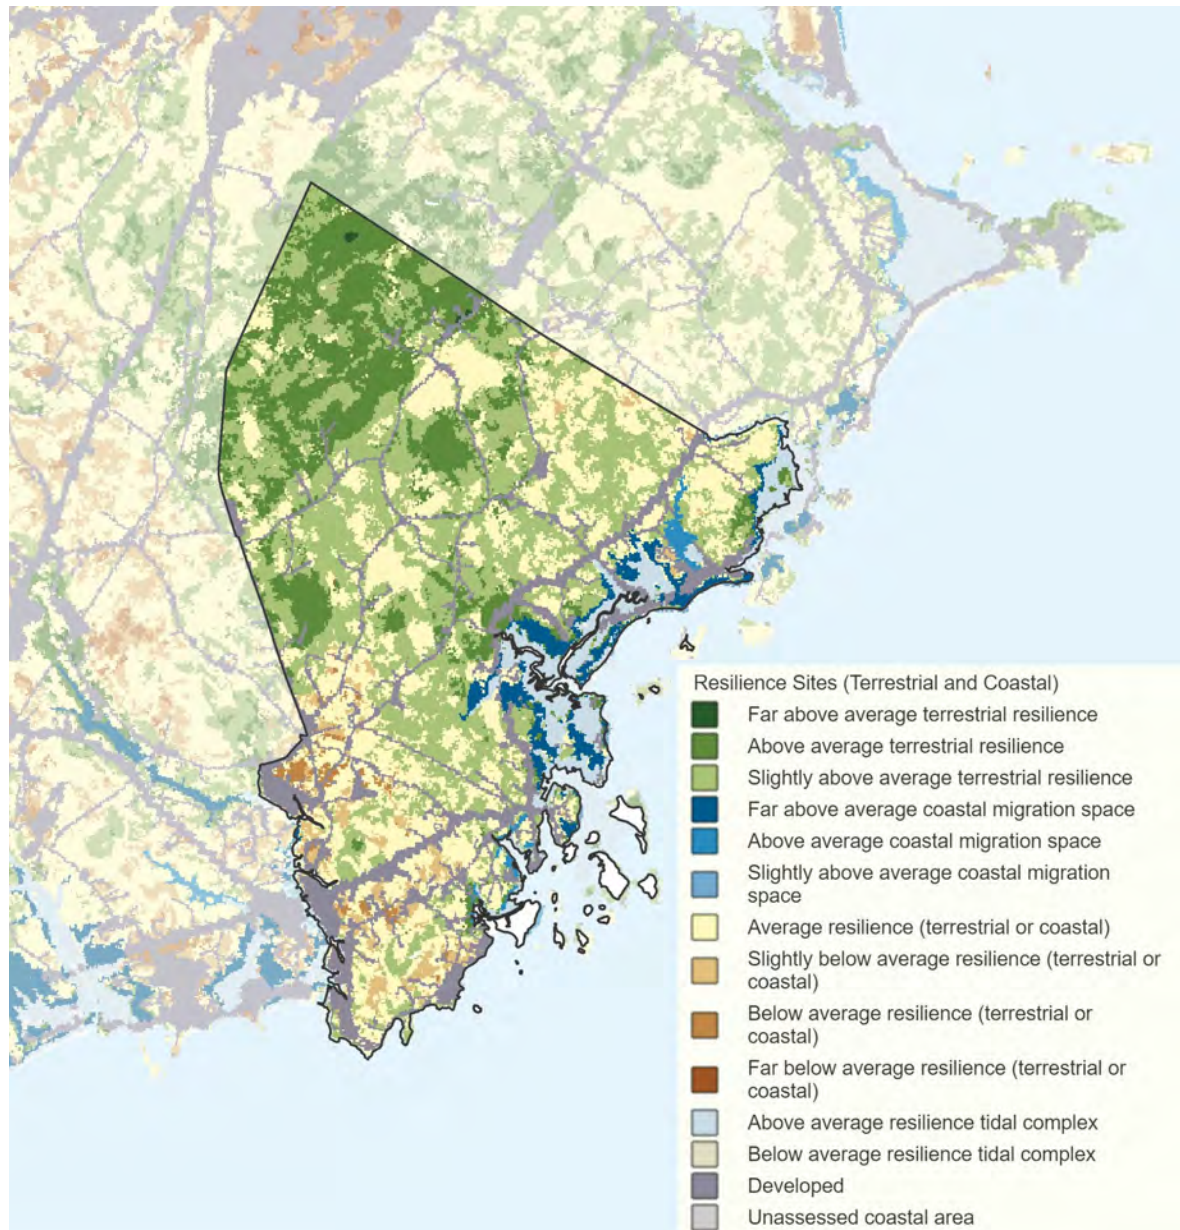 Resilience Sites (Terrestrial and Coastal)
Far above average terrestrial resilience
Above average terrestrial resilience
Slightly above average terrestrial resilience
Far above average coastal migration space
Above average coastal migration space
Slightly above average coastal migration
space
Average resilience (terrestrial or coastal)
Slightly below average resilience (terrestrial or
coastal)
Below average resilience (terrestrial or
coastal)
Far below average resilience (terrestrial or
coastal)
Above average resilience tidal complex
Below average resilience tidal complex
Developed
Unassessed coastal area